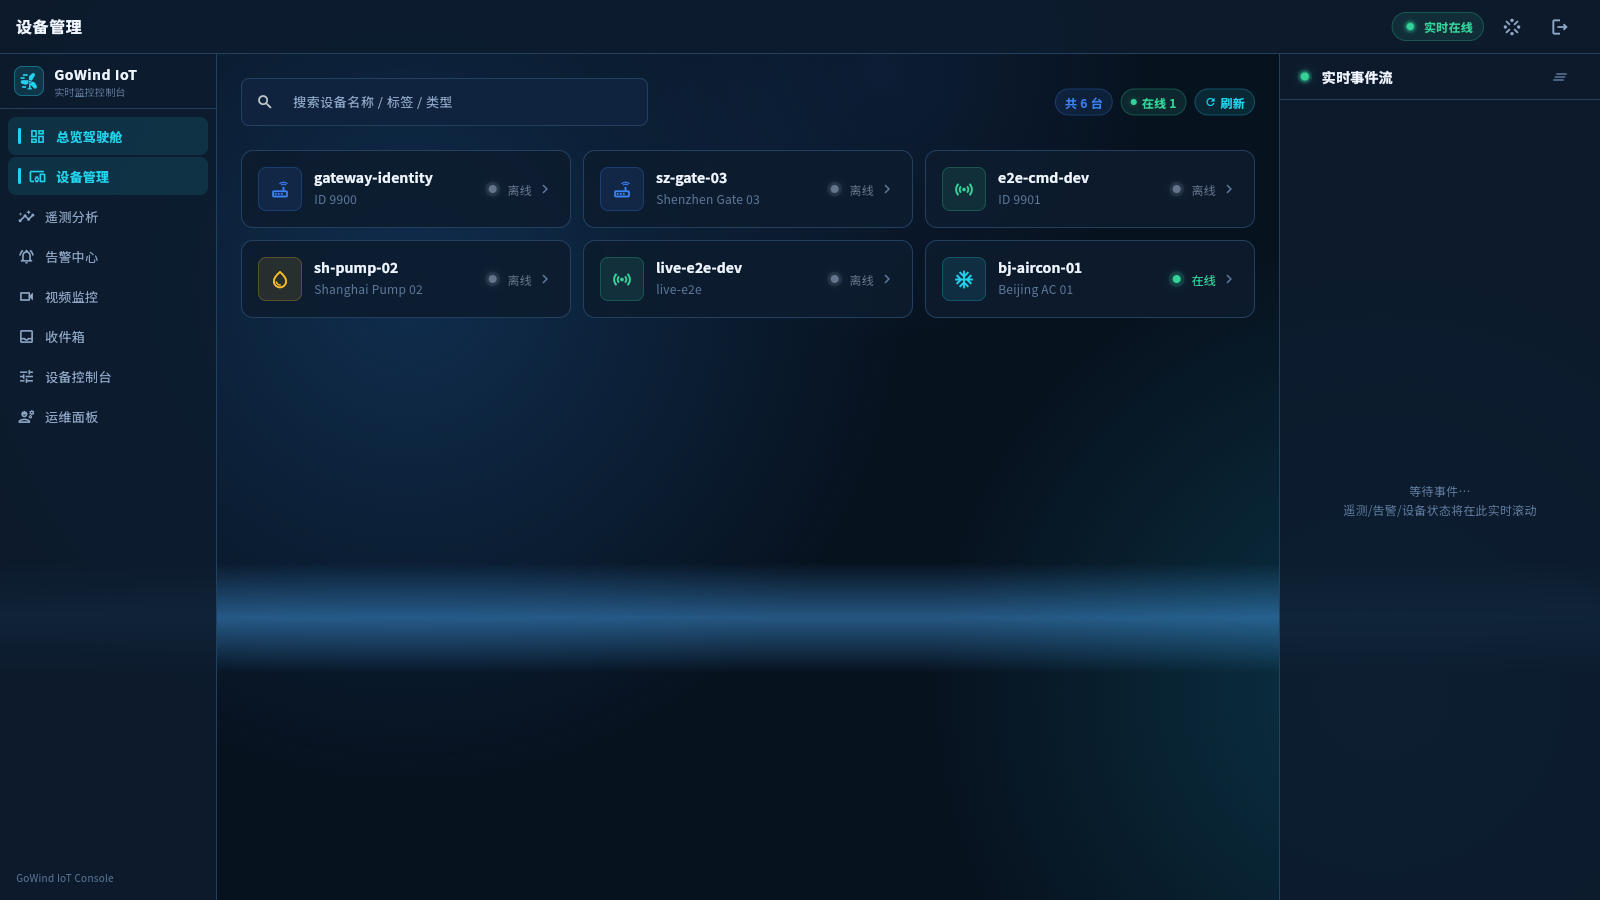 设备管理
实时在线
GoWind IoT
实时监控控制台
总览驾驶舱
设备管理
遥测分析
告警中心
视频监控
收件箱
设备控制台
运维面板
GoWind IoT Console
搜索设备名称 / 标签 / 类型
共 6 台
在线 1
刷新
gateway-identity
ID 9900
离线
sz-gate-03
Shenzhen Gate 03
离线
e2e-cmd-dev
ID 9901
离线
sh-pump-02
Shanghai Pump 02
离线
live-e2e-dev
live-e2e
离线
bj-aircon-01
Beijing AC 01
在线
实时事件流
等待事件…
遥测/告警/设备状态将在此实时滚动